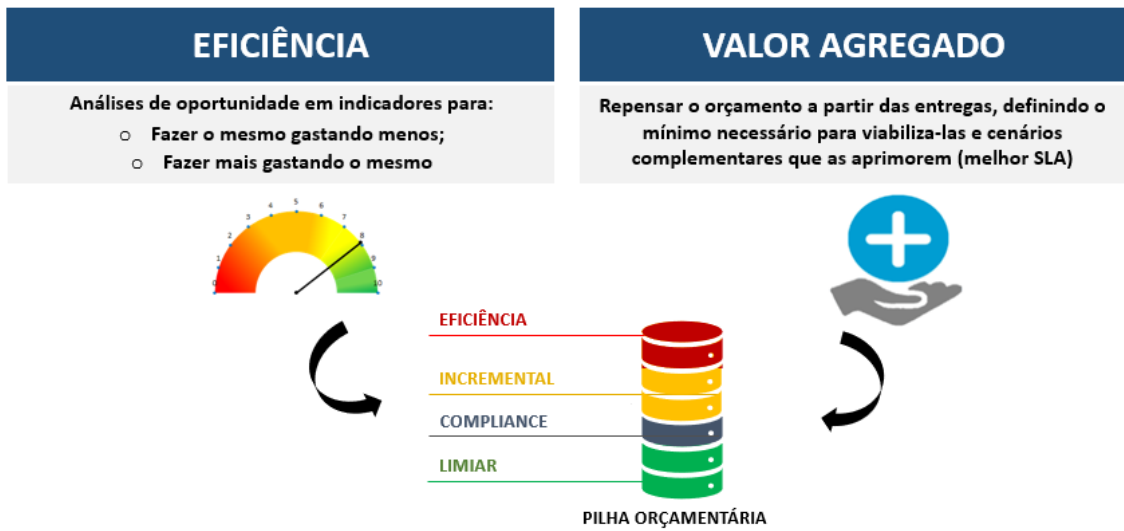 EFICIÊNCIA
Análises de oportunidade em indicadores para:
o Fazer o mesmo gastando menos;
o Fazer mais gastando o mesmo
VALOR AGREGADO
Repensar o orçamento a partir das entregas, definindo o
mínimo necessário para viabiliza-las e cenários
complementares que as aprimorem (melhor SLA)
0
1
2
3
4
5
6
7
8
9
10
EFICIÊNCIA
INCREMENTAL
COMPLIANCE
LIMIAR
PILHA ORÇAMENTÁRIA